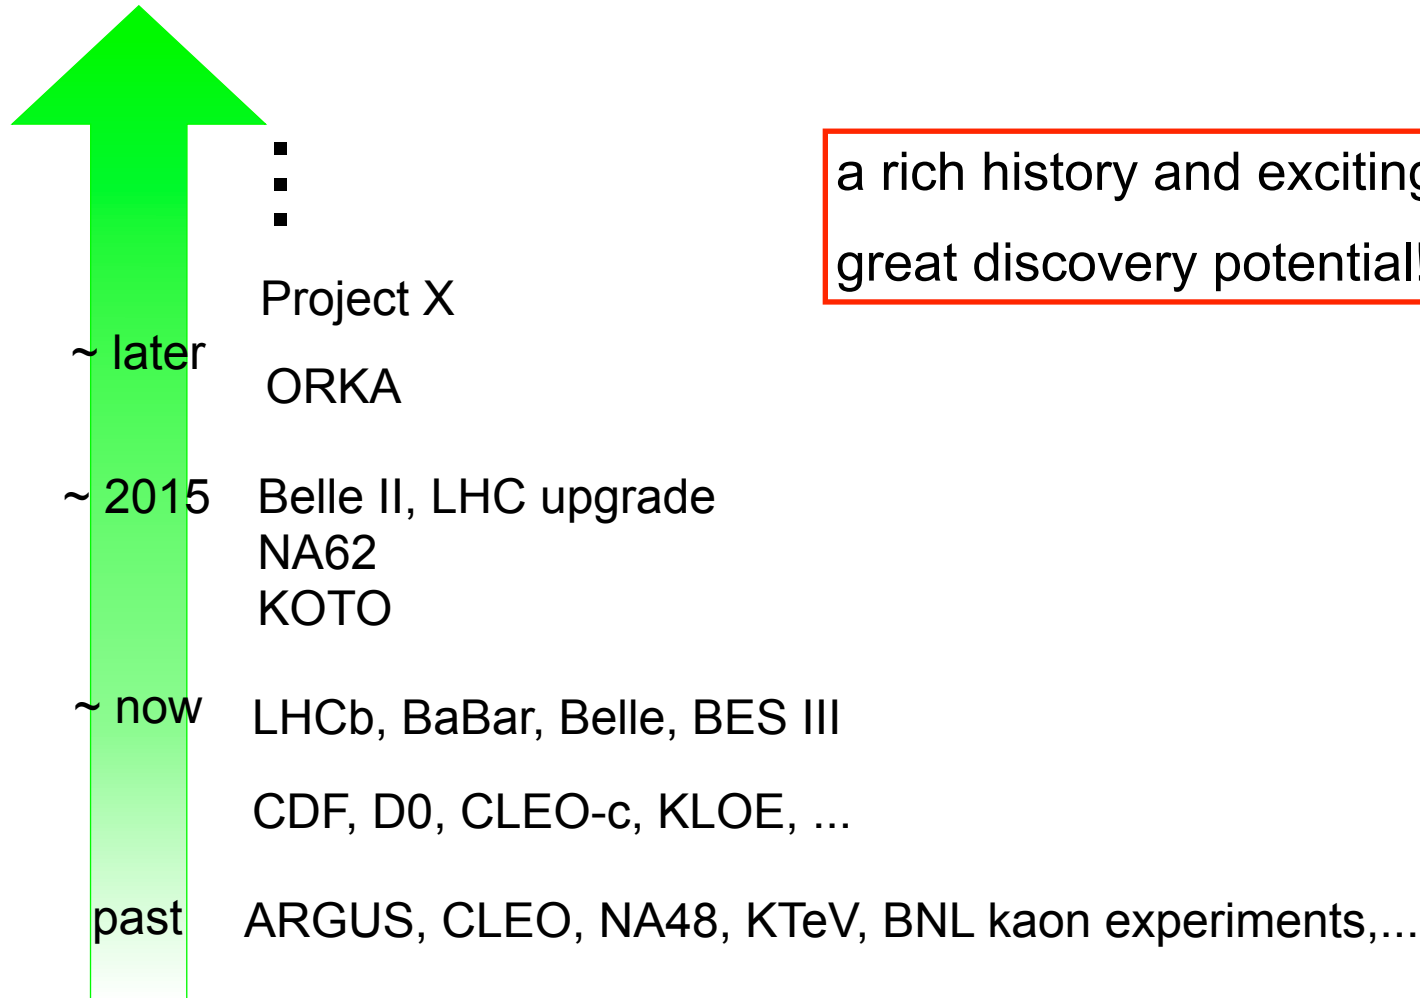 a rich history and exciting
great discovery potential!
Project X
~ later
ORKA
~ 2015 Belle II, LHC upgrade
NA62
KOTO
~ now LHCb, BaBar, Belle, BES III
CDF, D0, CLEO-c, KLOE, ...
past ARGUS, CLEO, NA48, KTeV, BNL kaon experiments,...